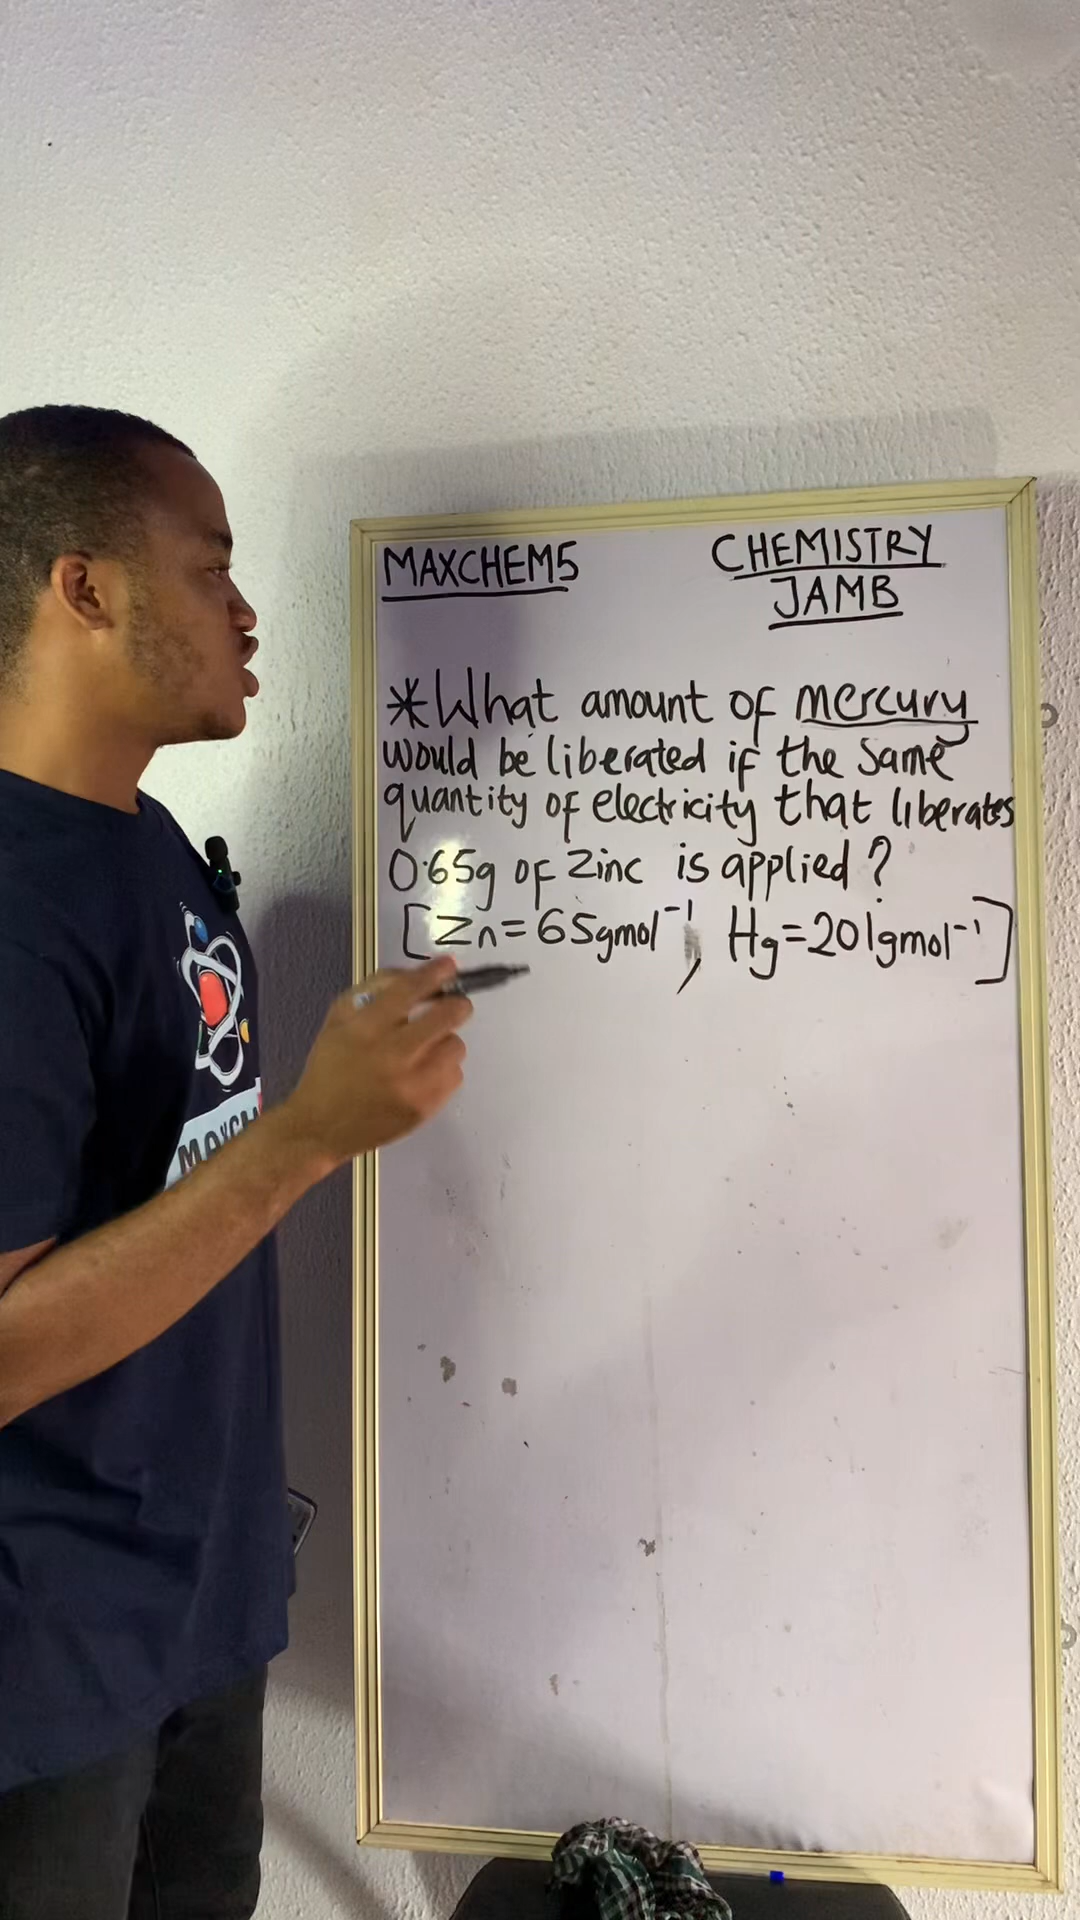 MAXCHEM5
CHEMISTRY
JAMB
*What amount of mercury
would be liberated if the same
quantity of electricity that liberates
0.65g of zinc is applied?
[Zn=65gmol⁻¹, Hg=201gmol⁻¹]